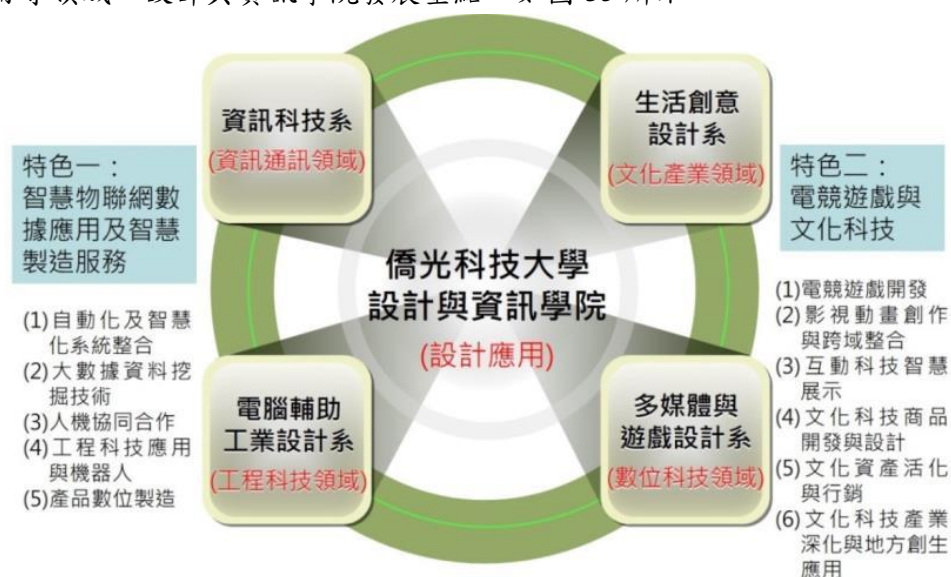 資訊科技系
(資訊通訊領域)
生活創意
設計系
(文化產業領域)
特色一：
智慧物聯網數
據應用及智慧
製造服務
(1)自動化及智慧
化系統整合
(2)大數據資料挖
掘技術
(3)人機協同合作
(4)工程科技應用
與機器人
(5)產品數位製造
僑光科技大學
設計與資訊學院
(設計應用)
電腦輔助
工業設計系
(工程科技領域)
多媒體與
遊戲設計系
(數位科技領域)
特色二：
電競遊戲與
文化科技
(1)電競遊戲開發
(2)影視動畫創作
與跨域整合
(3)互動科技智慧
展示
(4)文化科技商品
開發與設計
(5)文化資產活化
與行銷
(6)文化科技產業
深化與地方創生
應用